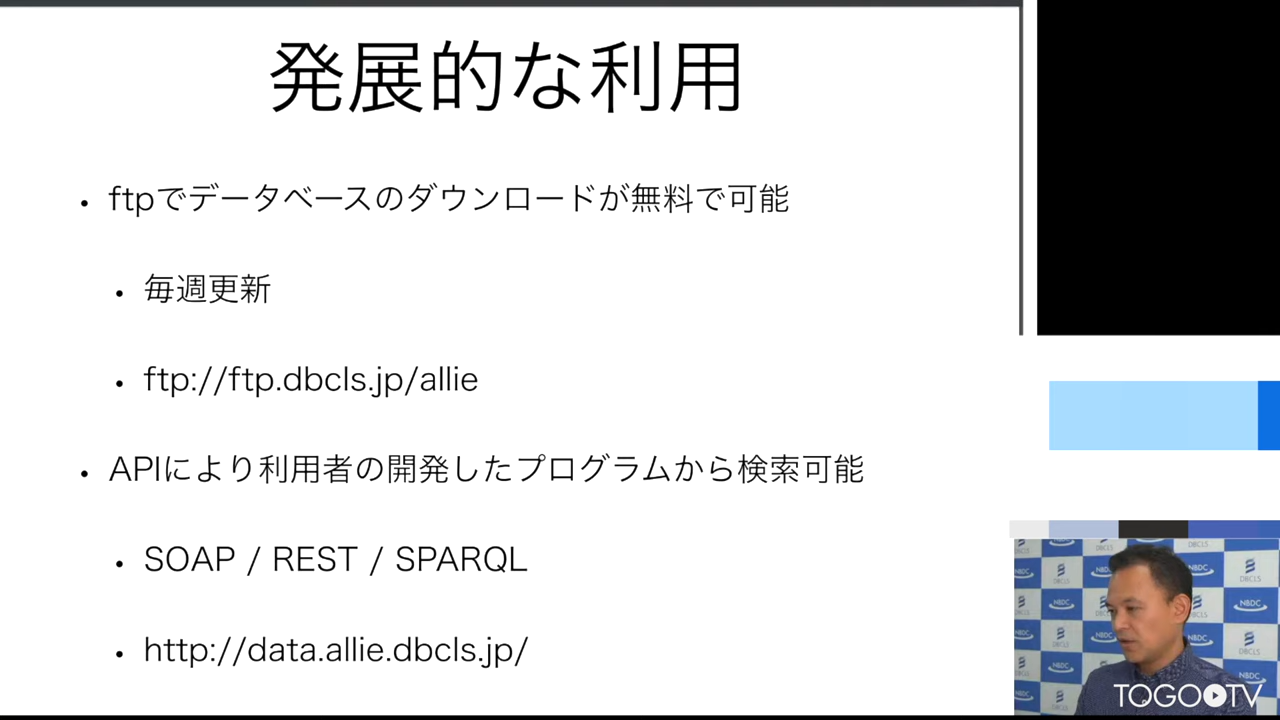 発展的な利用
• ftpでデータベースのダウンロードが無料で可能
• 毎週更新
• ftp://ftp.dbcls.jp/allie
• APIにより利用者の開発したプログラムから検索可能
• SOAP / REST / SPARQL
• http://data.allie.dbcls.jp/
NBDC
DBCLS
TOGOTV